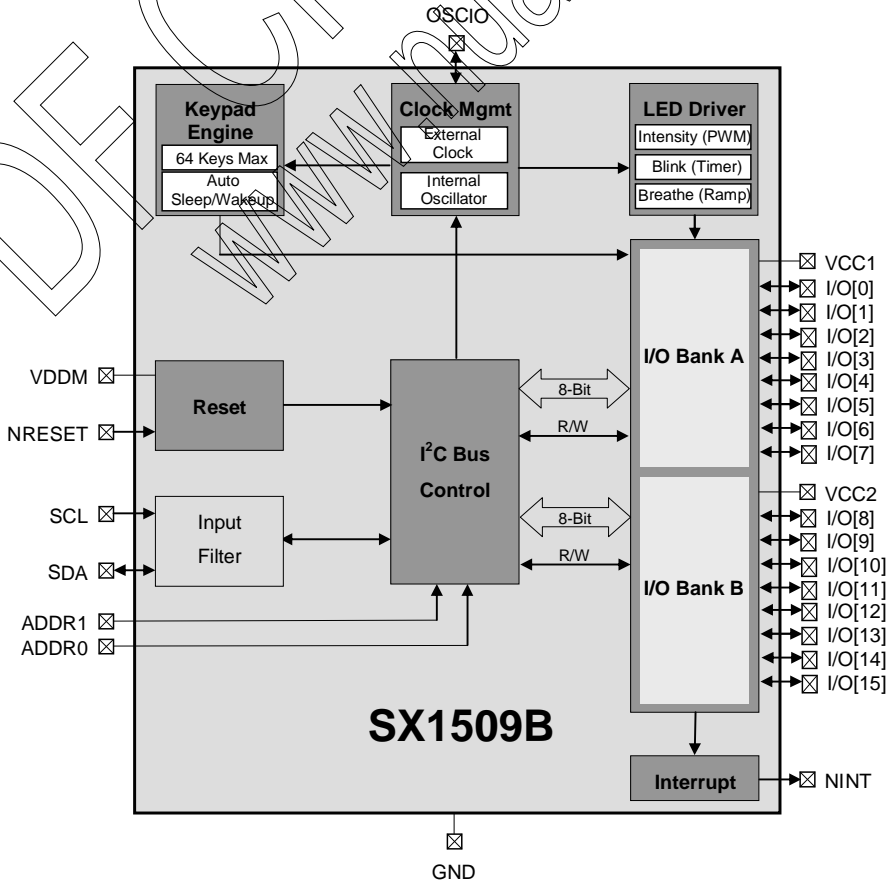 OSCIO
Keypad
Engine
64 Keys Max
Auto
Sleep/Wakeup
Clock Mgmt
External
Clock
Internal
Oscillator
LED Driver
Intensity (PWM)
Blink (Timer)
Breathe (Ramp)
VDDM
NRESET
SCL
SDA
ADDR1
ADDR0
Reset
Input
Filter
I²C Bus
Control
8-Bit
R/W
8-Bit
R/W
I/O Bank A
I/O Bank B
VCC1
I/O[0]
I/O[1]
I/O[2]
I/O[3]
I/O[4]
I/O[5]
I/O[6]
I/O[7]
VCC2
I/O[8]
I/O[9]
I/O[10]
I/O[11]
I/O[12]
I/O[13]
I/O[14]
I/O[15]
SX1509B
Interrupt
NINT
GND